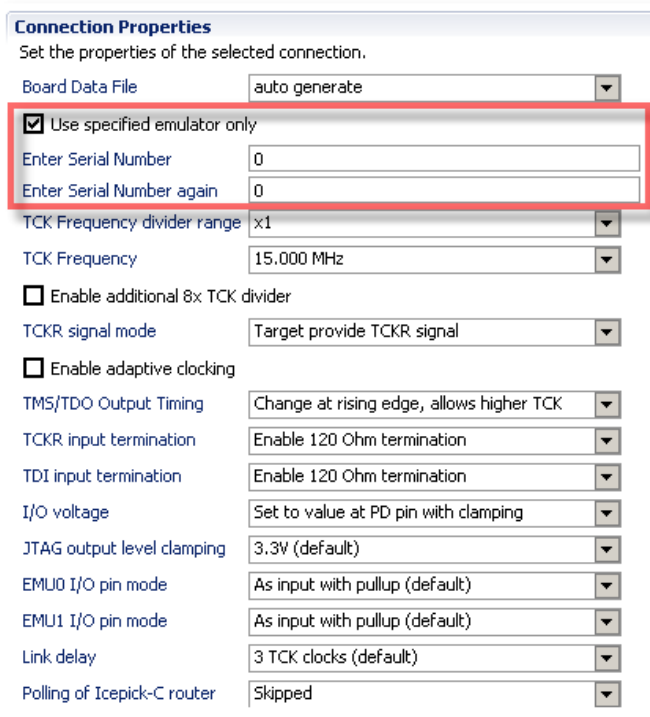 Connection Properties
Set the properties of the selected connection.
Board Data File auto generate
Use specified emulator only
Enter Serial Number 0
Enter Serial Number again 0
TCK Frequency divider range x1
TCK Frequency 15.000 MHz
Enable additional 8x TCK divider
TCKR signal mode Target provide TCKR signal
Enable adaptive clocking
TMS/TDO Output Timing Change at rising edge, allows higher TCK
TCKR input termination Enable 120 Ohm termination
TDI input termination Enable 120 Ohm termination
I/O voltage Set to value at PD pin with clamping
JTAG output level clamping 3.3V (default)
EMU0 I/O pin mode As input with pullup (default)
EMU1 I/O pin mode As input with pullup (default)
Link delay 3 TCK clocks (default)
Polling of Icepick-C router Skipped